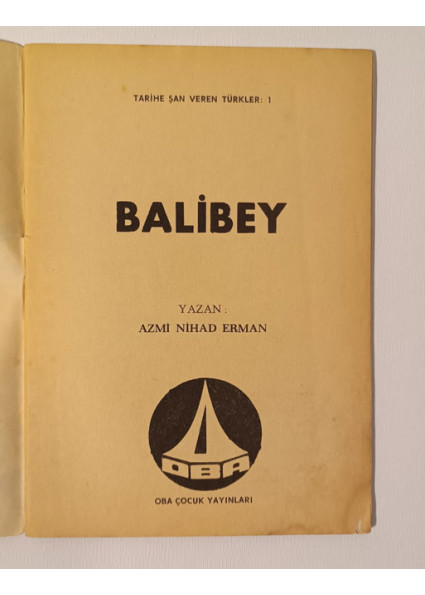 TARİHE ŞAN VEREN TÜRKLER: 1
BALİBEY
YAZAN :
AZMİ NİHAD ERMAN
OBA
OBA ÇOCUK YAYINLARI